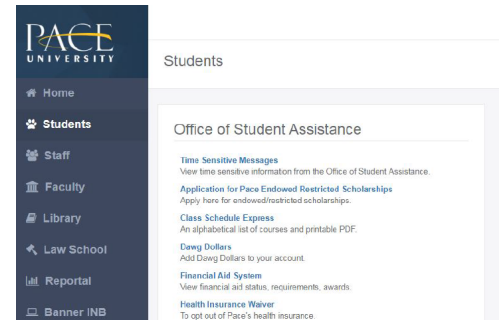 PACE
UNIVERSITY
Home
Students
Staff
Faculty
Library
Law School
Reportal
Banner INB
Students
Office of Student Assistance
Time Sensitive Messages
View time sensitive information from the Office of Student Assistance.
Application for Pace Endowed Restricted Scholarships
Apply here for endowed/restricted scholarships.
Class Schedule Express
An alphabetical list of courses and printable PDF.
Dawg Dollars
Add Dawg Dollars to your account.
Financial Aid System
View financial aid status, requirements, awards.
Health Insurance Waiver
To opt out of Pace's health insurance.